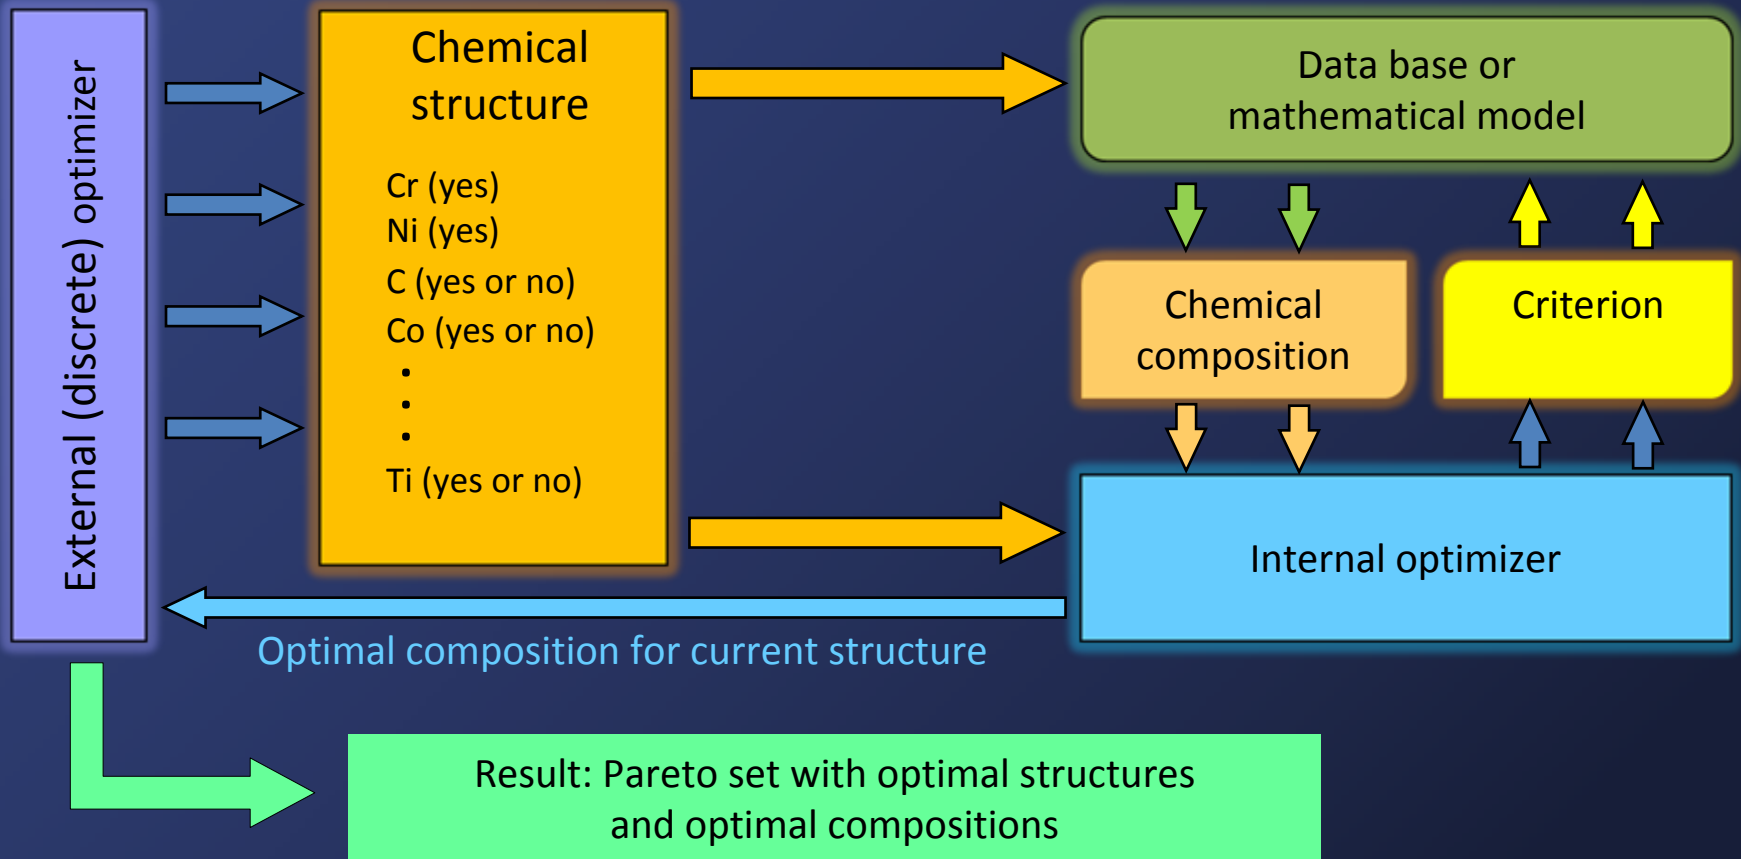 External (discrete) optimizer
Chemical
structure
Cr (yes)
Ni (yes)
C (yes or no)
Co (yes or no)
.
.
.
Ti (yes or no)
Data base or
mathematical model
Chemical
composition
Criterion
Internal optimizer
Optimal composition for current structure
Result: Pareto set with optimal structures
and optimal compositions